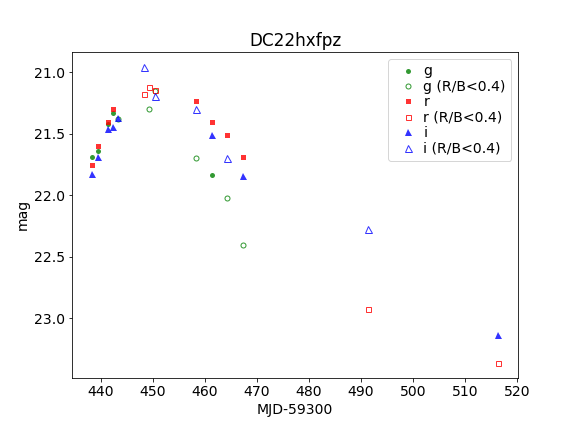 DC22hxfpz
g
g (R/B<0.4)
r
r (R/B<0.4)
i
i (R/B<0.4)
mag
21.0
21.5
22.0
22.5
23.0
440 450 460 470 480 490 500 510 520
MJD-59300